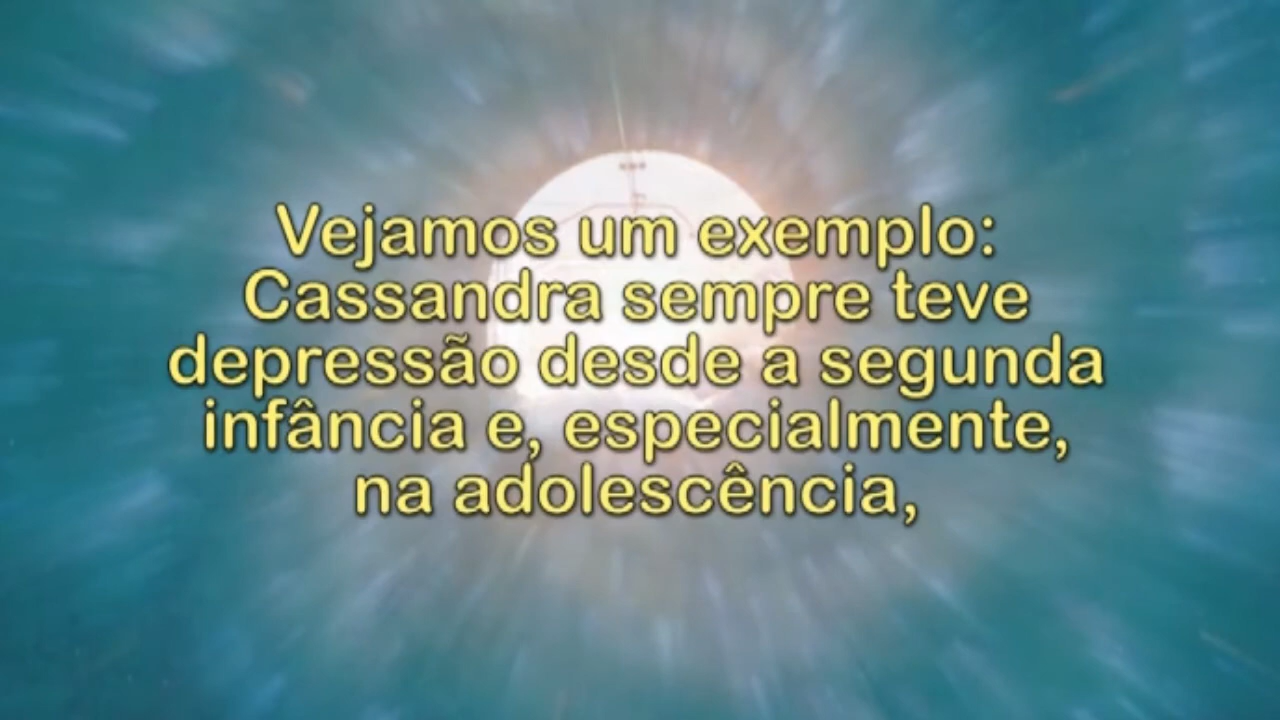 Vejamos um exemplo:
Cassandra sempre teve
depressão desde a segunda
infância e, especialmente,
na adolescência,